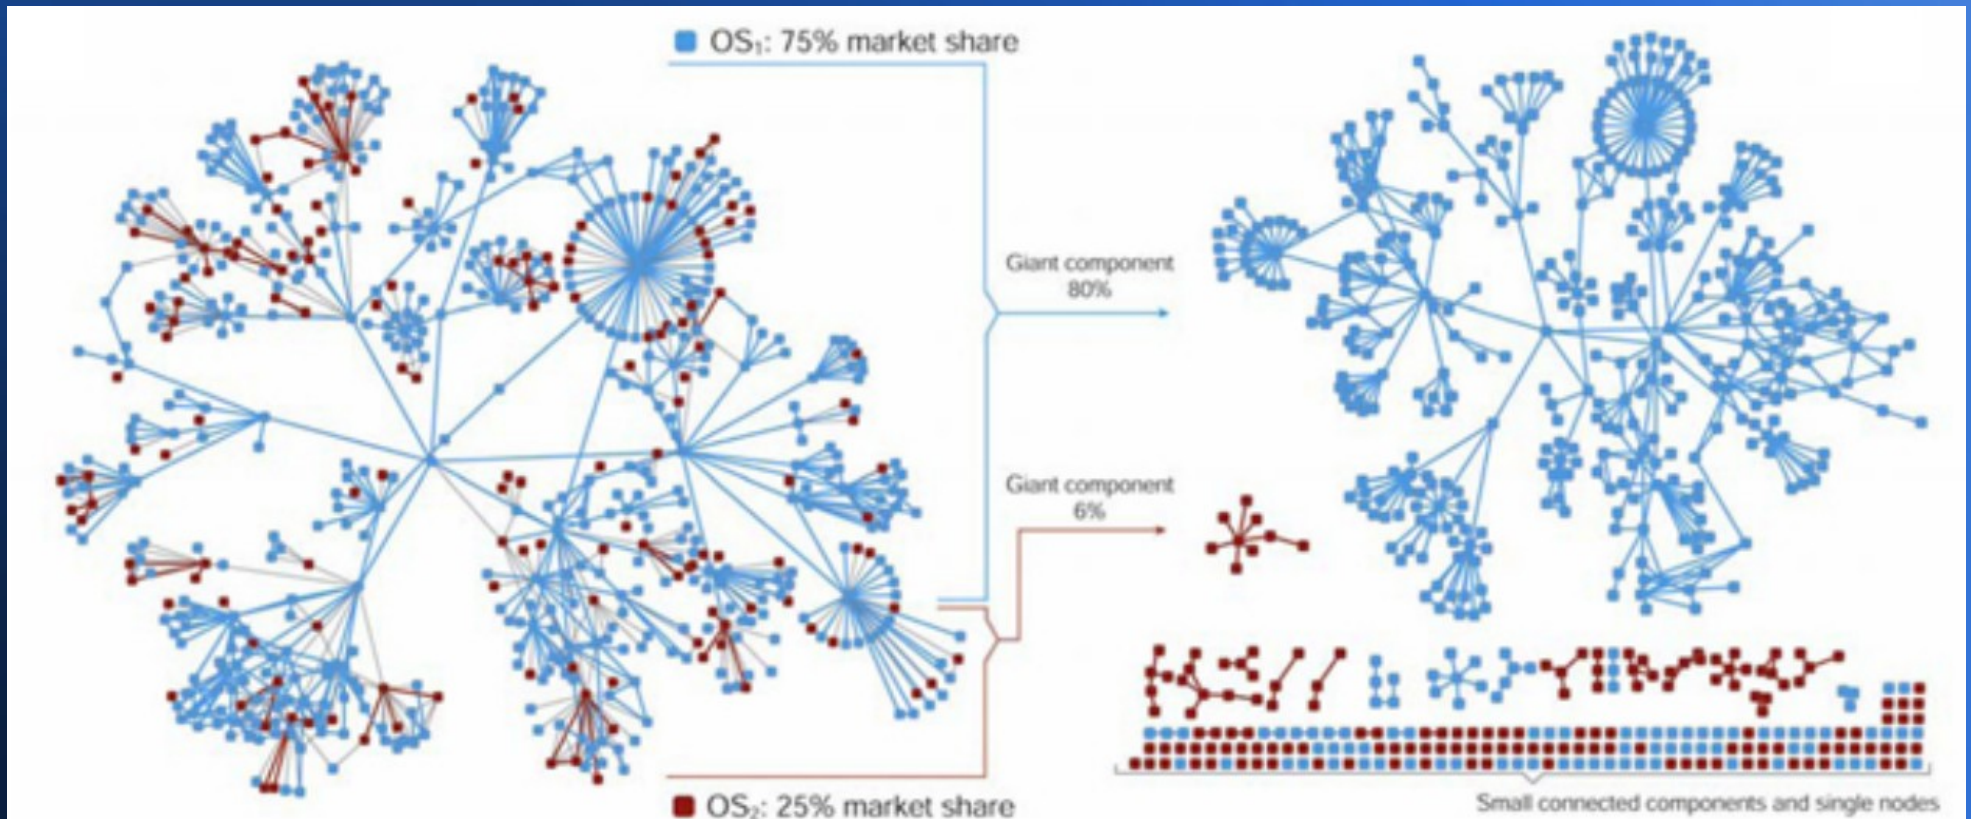 OS₁: 75% market share
Giant component
80%
Giant component
6%
OS₂: 25% market share
Small connected components and single nodes